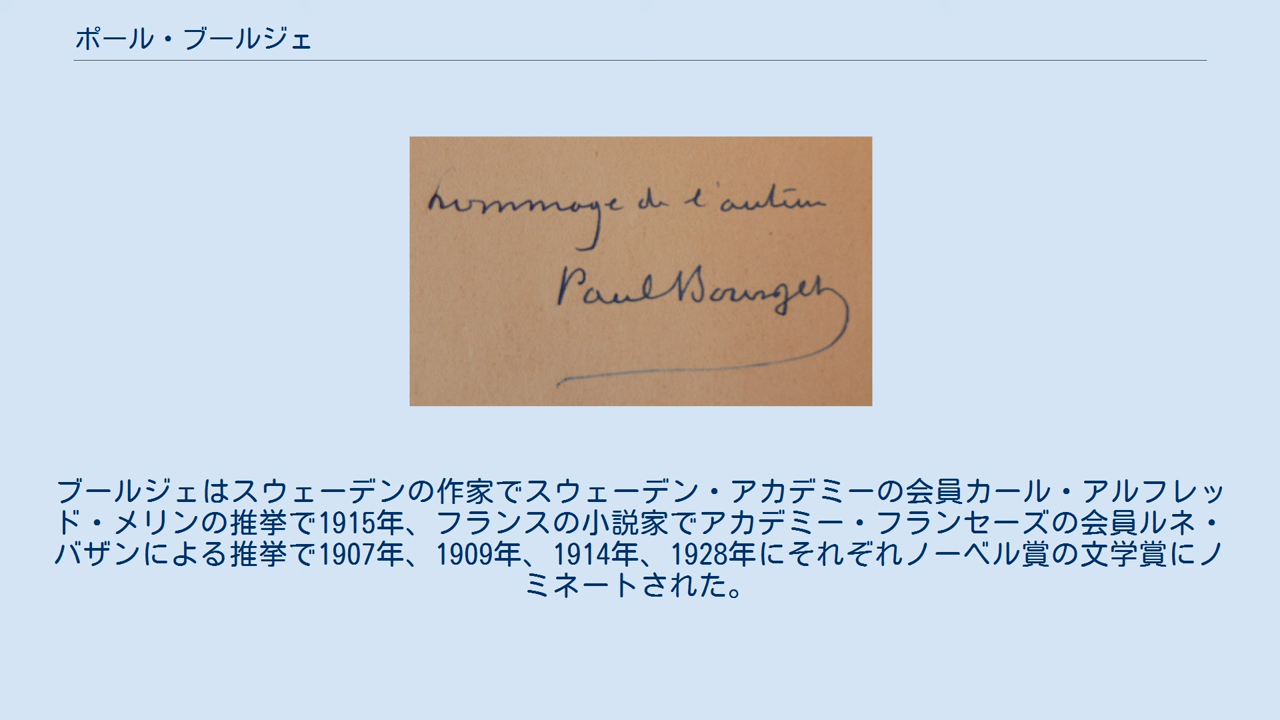 ポール・ブールジェ
hommage de l'auteur
Paul Bourget
ブールジェはスウェーデンの作家でスウェーデン・アカデミーの会員カール・アルフレッ
ド・メリンの推挙で1915年、フランスの小説家でアカデミー・フランセーズの会員ルネ・
バザンによる推挙で1907年、1909年、1914年、1928年にそれぞれノーベル賞の文学賞にノ
ミネートされた。